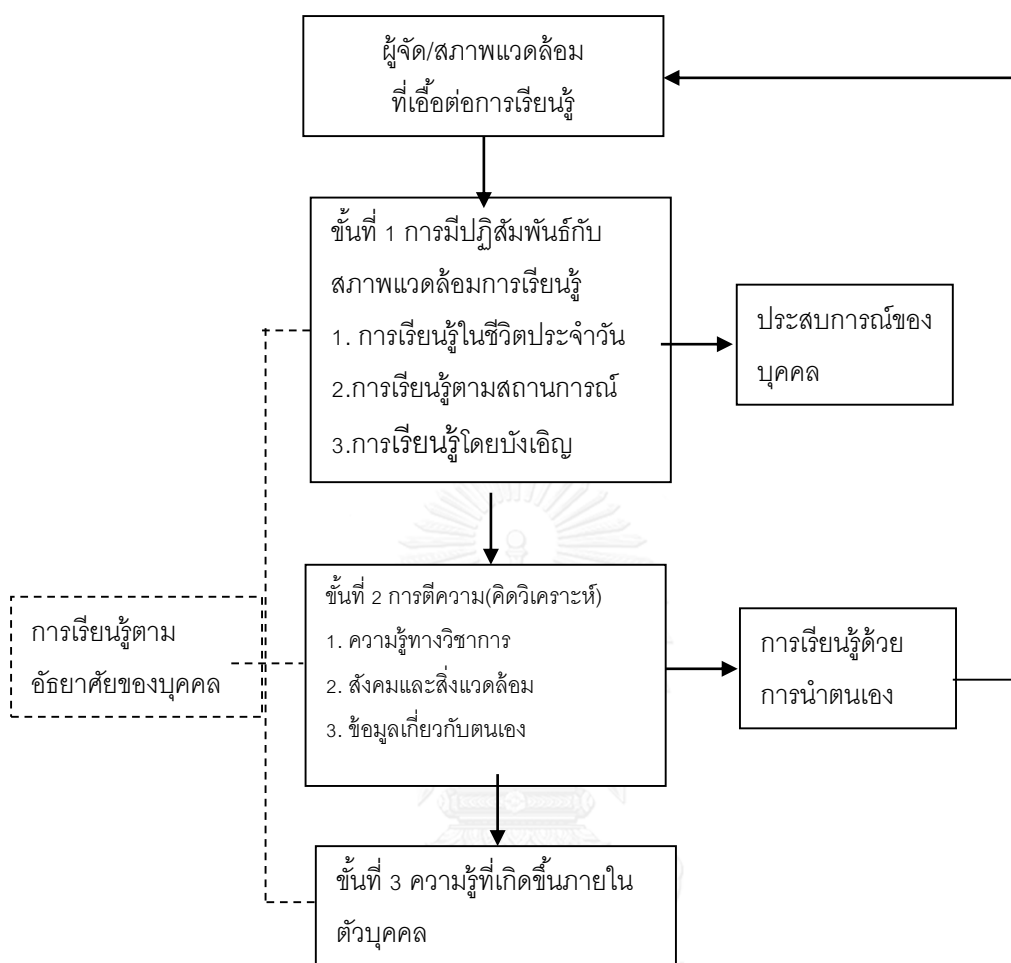 ผู้จัด/สภาพแวดล้อม
ที่เอื้อต่อการเรียนรู้
ขั้นที่ 1 การมีปฏิสัมพันธ์กับ
สภาพแวดล้อมการเรียนรู้
1. การเรียนรู้ในชีวิตประจำวัน
2.การเรียนรู้ตามสถานการณ์
3.การเรียนรู้โดยบังเอิญ
ประสบการณ์ของ
บุคคล
การเรียนรู้ตาม
อัธยาศัยของบุคคล
ขั้นที่ 2 การตีความ(คิดวิเคราะห์)
1. ความรู้ทางวิชาการ
2. สังคมและสิ่งแวดล้อม
3. ข้อมูลเกี่ยวกับตนเอง
การเรียนรู้ด้วย
การนำตนเอง
ขั้นที่ 3 ความรู้ที่เกิดขึ้นภายใน
ตัวบุคคล